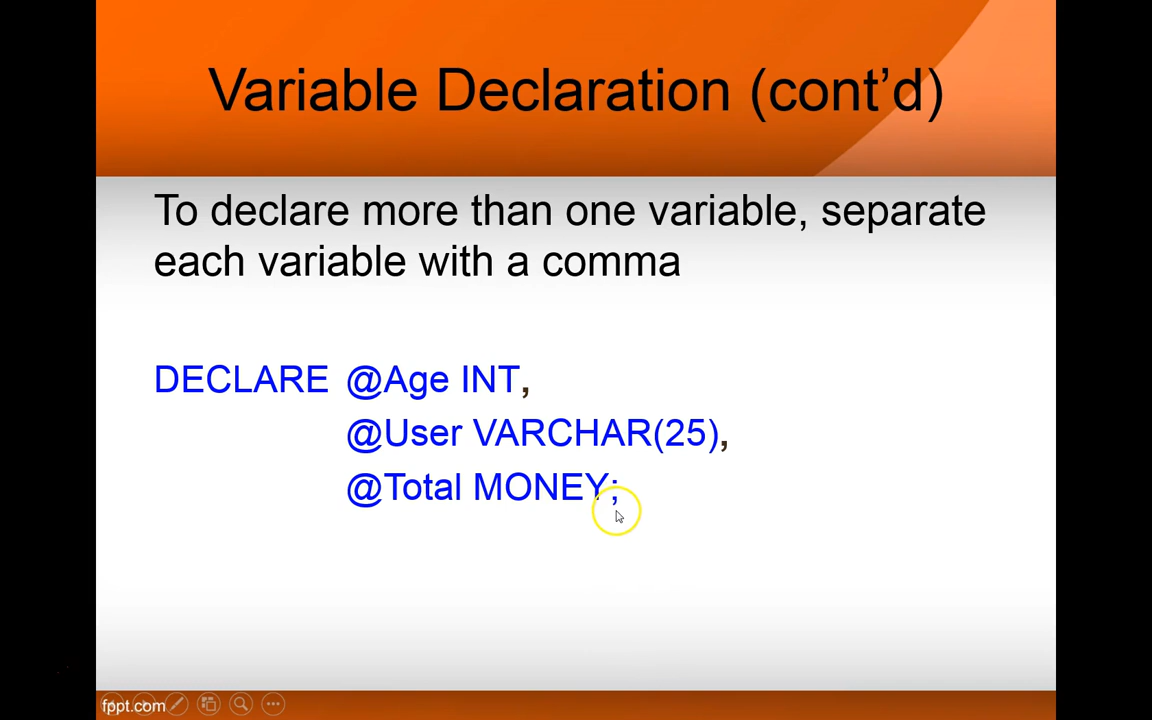 Variable Declaration (cont’d)
To declare more than one variable, separate
each variable with a comma
DECLARE @Age INT,
@User VARCHAR(25),
@Total MONEY;
fppt.com